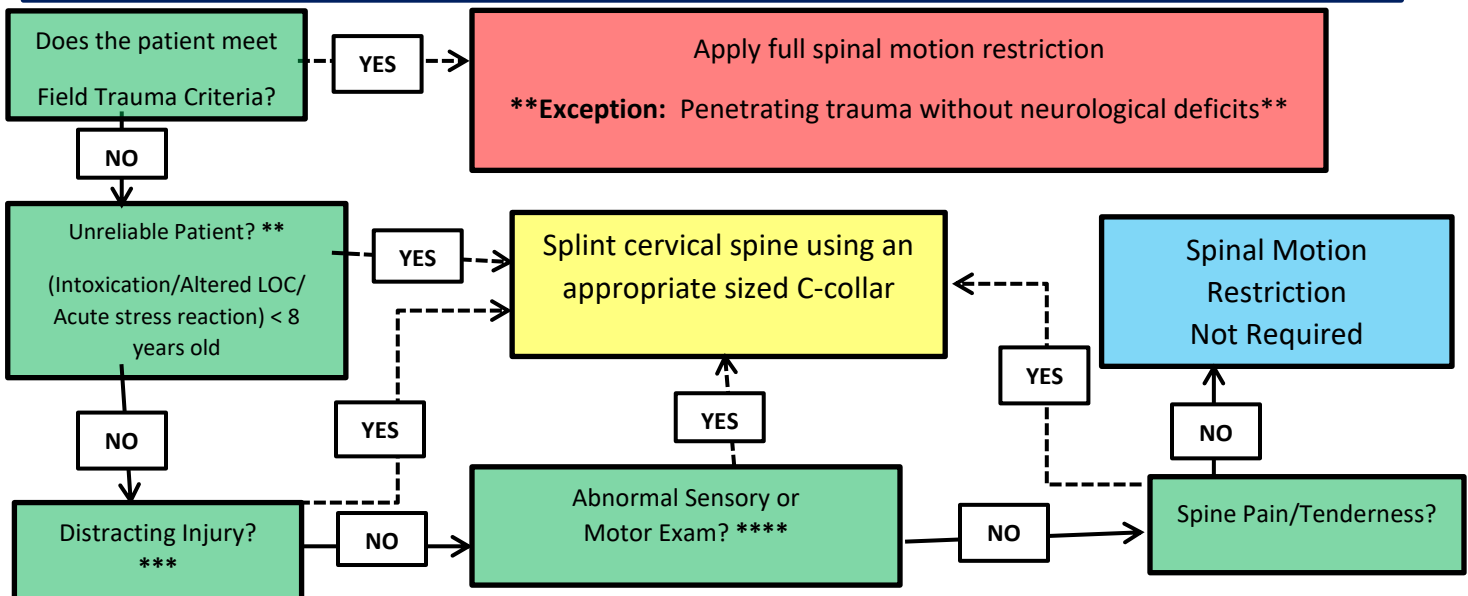 Does the patient meet
Field Trauma Criteria?
YES
Apply full spinal motion restriction
**Exception: Penetrating trauma without neurological deficits**
NO
Unreliable Patient? **
(Intoxication/Altered LOC/
Acute stress reaction) < 8
years old
YES
Splint cervical spine using an
appropriate sized C-collar
Spinal Motion
Restriction
Not Required
YES
NO
YES
YES
NO
Distracting Injury?
***
NO
Abnormal Sensory or
Motor Exam? ****
NO
Spine Pain/Tenderness?